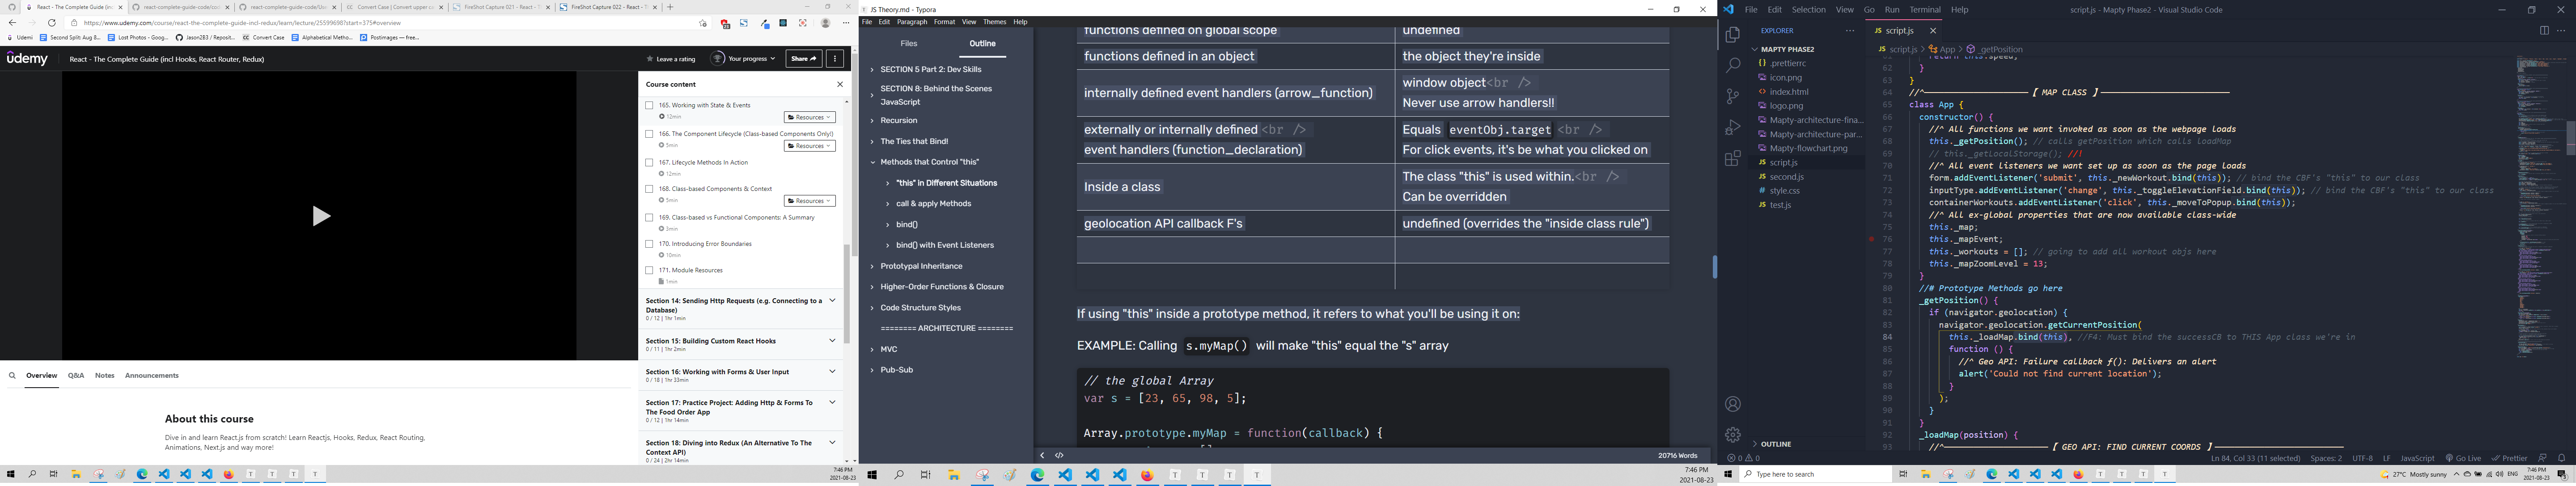 React - The Complete Guide (inc
react-complete-guide-code/cod
react-complete-guide-code/Use
Convert Case | Convert upper c
FireShot Capture 021 - React - T
FireShot Capture 022 - React - T
https://www.udemy.com/course/react-the-complete-guide-incl-redux/learn/lecture/25599698?start=375#overview
Udemi
Second Split: Aug 8...
Lost Photos - Goog...
Jason2B3 / Reposit...
Convert Case
Alphabetical Metho...
Postimages — free...
udemy
React - The Complete Guide (incl Hooks, React Router, Redux)
Leave a rating
Your progress
Share
Course content
165. Working with State & Events
12min
Resources
166. The Component Lifecycle (Class-based Components Only!)
5min
Resources
167. Lifecycle Methods In Action
12min
168. Class-based Components & Context
5min
Resources
169. Class-based vs Functional Components: A Summary
3min
170. Introducing Error Boundaries
10min
171. Module Resources
1min
Section 14: Sending Http Requests (e.g. Connecting to a
Database)
0 / 12 | 1hr 1min
Section 15: Building Custom React Hooks
0 / 11 | 1hr 2min
Section 16: Working with Forms & User Input
0 / 18 | 1hr 33min
Section 17: Practice Project: Adding Http & Forms To
The Food Order App
0 / 12 | 1hr 14min
Section 18: Diving into Redux (An Alternative To The
Context API)
0 / 24 | 2hr 14min
Overview
Q&A
Notes
Announcements
About this course
Dive in and learn React.js from scratch! Learn Reactjs, Hooks, Redux, React Routing,
Animations, Next.js and way more!
7:46 PM
2021-08-23
JS Theory.md - Typora
File Edit Paragraph Format View Themes Help
Files
Outline
SECTION 5 Part 2: Dev Skills
SECTION 8: Behind the Scenes
JavaScript
Recursion
The Ties that Bind!
Methods that Control "this"
"this" in Different Situations
call & apply Methods
bind()
bind() with Event Listeners
Prototypal Inheritance
Higher-Order Functions & Closure
Code Structure Styles
======== ARCHITECTURE ========
MVC
Pub-Sub
functions defined on global scope
undefined
functions defined in an object
the object they're inside
internally defined event handlers (arrow_function)
window object<br />
Never use arrow handlers!!
externally or internally defined <br />
event handlers (function_declaration)
Equals eventObj.target <br />
For click events, it's be what you clicked on
Inside a class
The class "this" is used within.<br />
Can be overridden
geolocation API callback F's
undefined (overrides the "inside class rule")
If using "this" inside a prototype method, it refers to what you'll be using it on:
EXAMPLE: Calling s.myMap() will make "this" equal the "s" array
// the global Array
var s = [23, 65, 98, 5];
Array.prototype.myMap = function(callback) {
20716 Words
7:46 PM
2021-08-23
File Edit Selection View Go Run Terminal Help
script.js - Mapty Phase2 - Visual Studio Code
EXPLORER
MAPTY PHASE2
.prettierrc
icon.png
index.html
logo.png
Mapty-architecture-fina...
Mapty-architecture-par...
Mapty-flowchart.png
script.js
second.js
style.css
test.js
OUTLINE
script.js
script.js > App > _getPosition
61 return this.speed;
62 }
63 }
64 //^ 【 MAP CLASS 】
65 class App {
66 constructor() {
67 //^ All functions we want invoked as soon as the webpage loads
68 this._getPosition(); // calls getPosition which calls loadMap
69 // this._getLocalStorage(); //!
70 //^ All event listeners we want set up as soon as the page loads
71 form.addEventListener('submit', this._newWorkout.bind(this)); // bind the CBF's "this" to our class
72 inputType.addEventListener('change', this._toggleElevationField.bind(this)); // bind the CBF's "this" to our class
73 containerWorkouts.addEventListener('click', this._moveToPopup.bind(this));
74 //^ All ex-global properties that are now available class-wide
75 this._map;
76 this._mapEvent;
77 this._workouts = []; // going to add all workout objs here
78 this._mapZoomLevel = 13;
79 }
80 //# Prototype Methods go here
81 _getPosition() {
82 if (navigator.geolocation) {
83 navigator.geolocation.getCurrentPosition(
84 this._loadMap.bind(this), //F4: Must bind the successCB to THIS App class we're in
85 function () {
86 //^ Geo API: Failure callback f(): Delivers an alert
87 alert('Could not find current location');
88 }
89 );
90 }
91 }
92 _loadMap(position) {
93 //^ 【 GEO API: FIND CURRENT COORDS 】
0 0
Ln 84, Col 33 (11 selected) Spaces: 2 UTF-8 LF JavaScript Go Live Prettier
Type here to search
27°C Mostly sunny
ENG
7:46 PM
2021-08-23